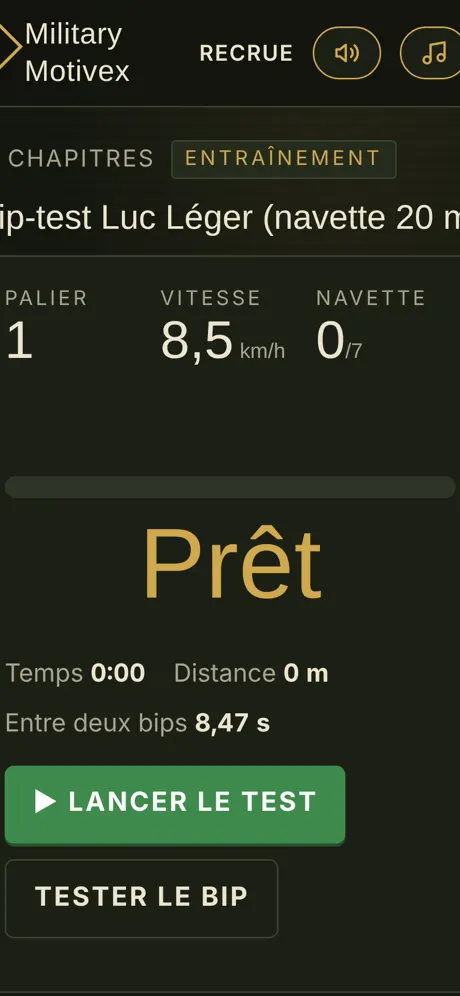 Military
Motivex
RECRUE
CHAPITRES
ENTRAÎNEMENT
ip-test Luc Léger (navette 20 m
PALIER VITESSE NAVETTE
1 8,5 km/h 0/7
Prêt
Temps 0:00 Distance 0 m
Entre deux bips 8,47 s
▶ LANCER LE TEST
TESTER LE BIP